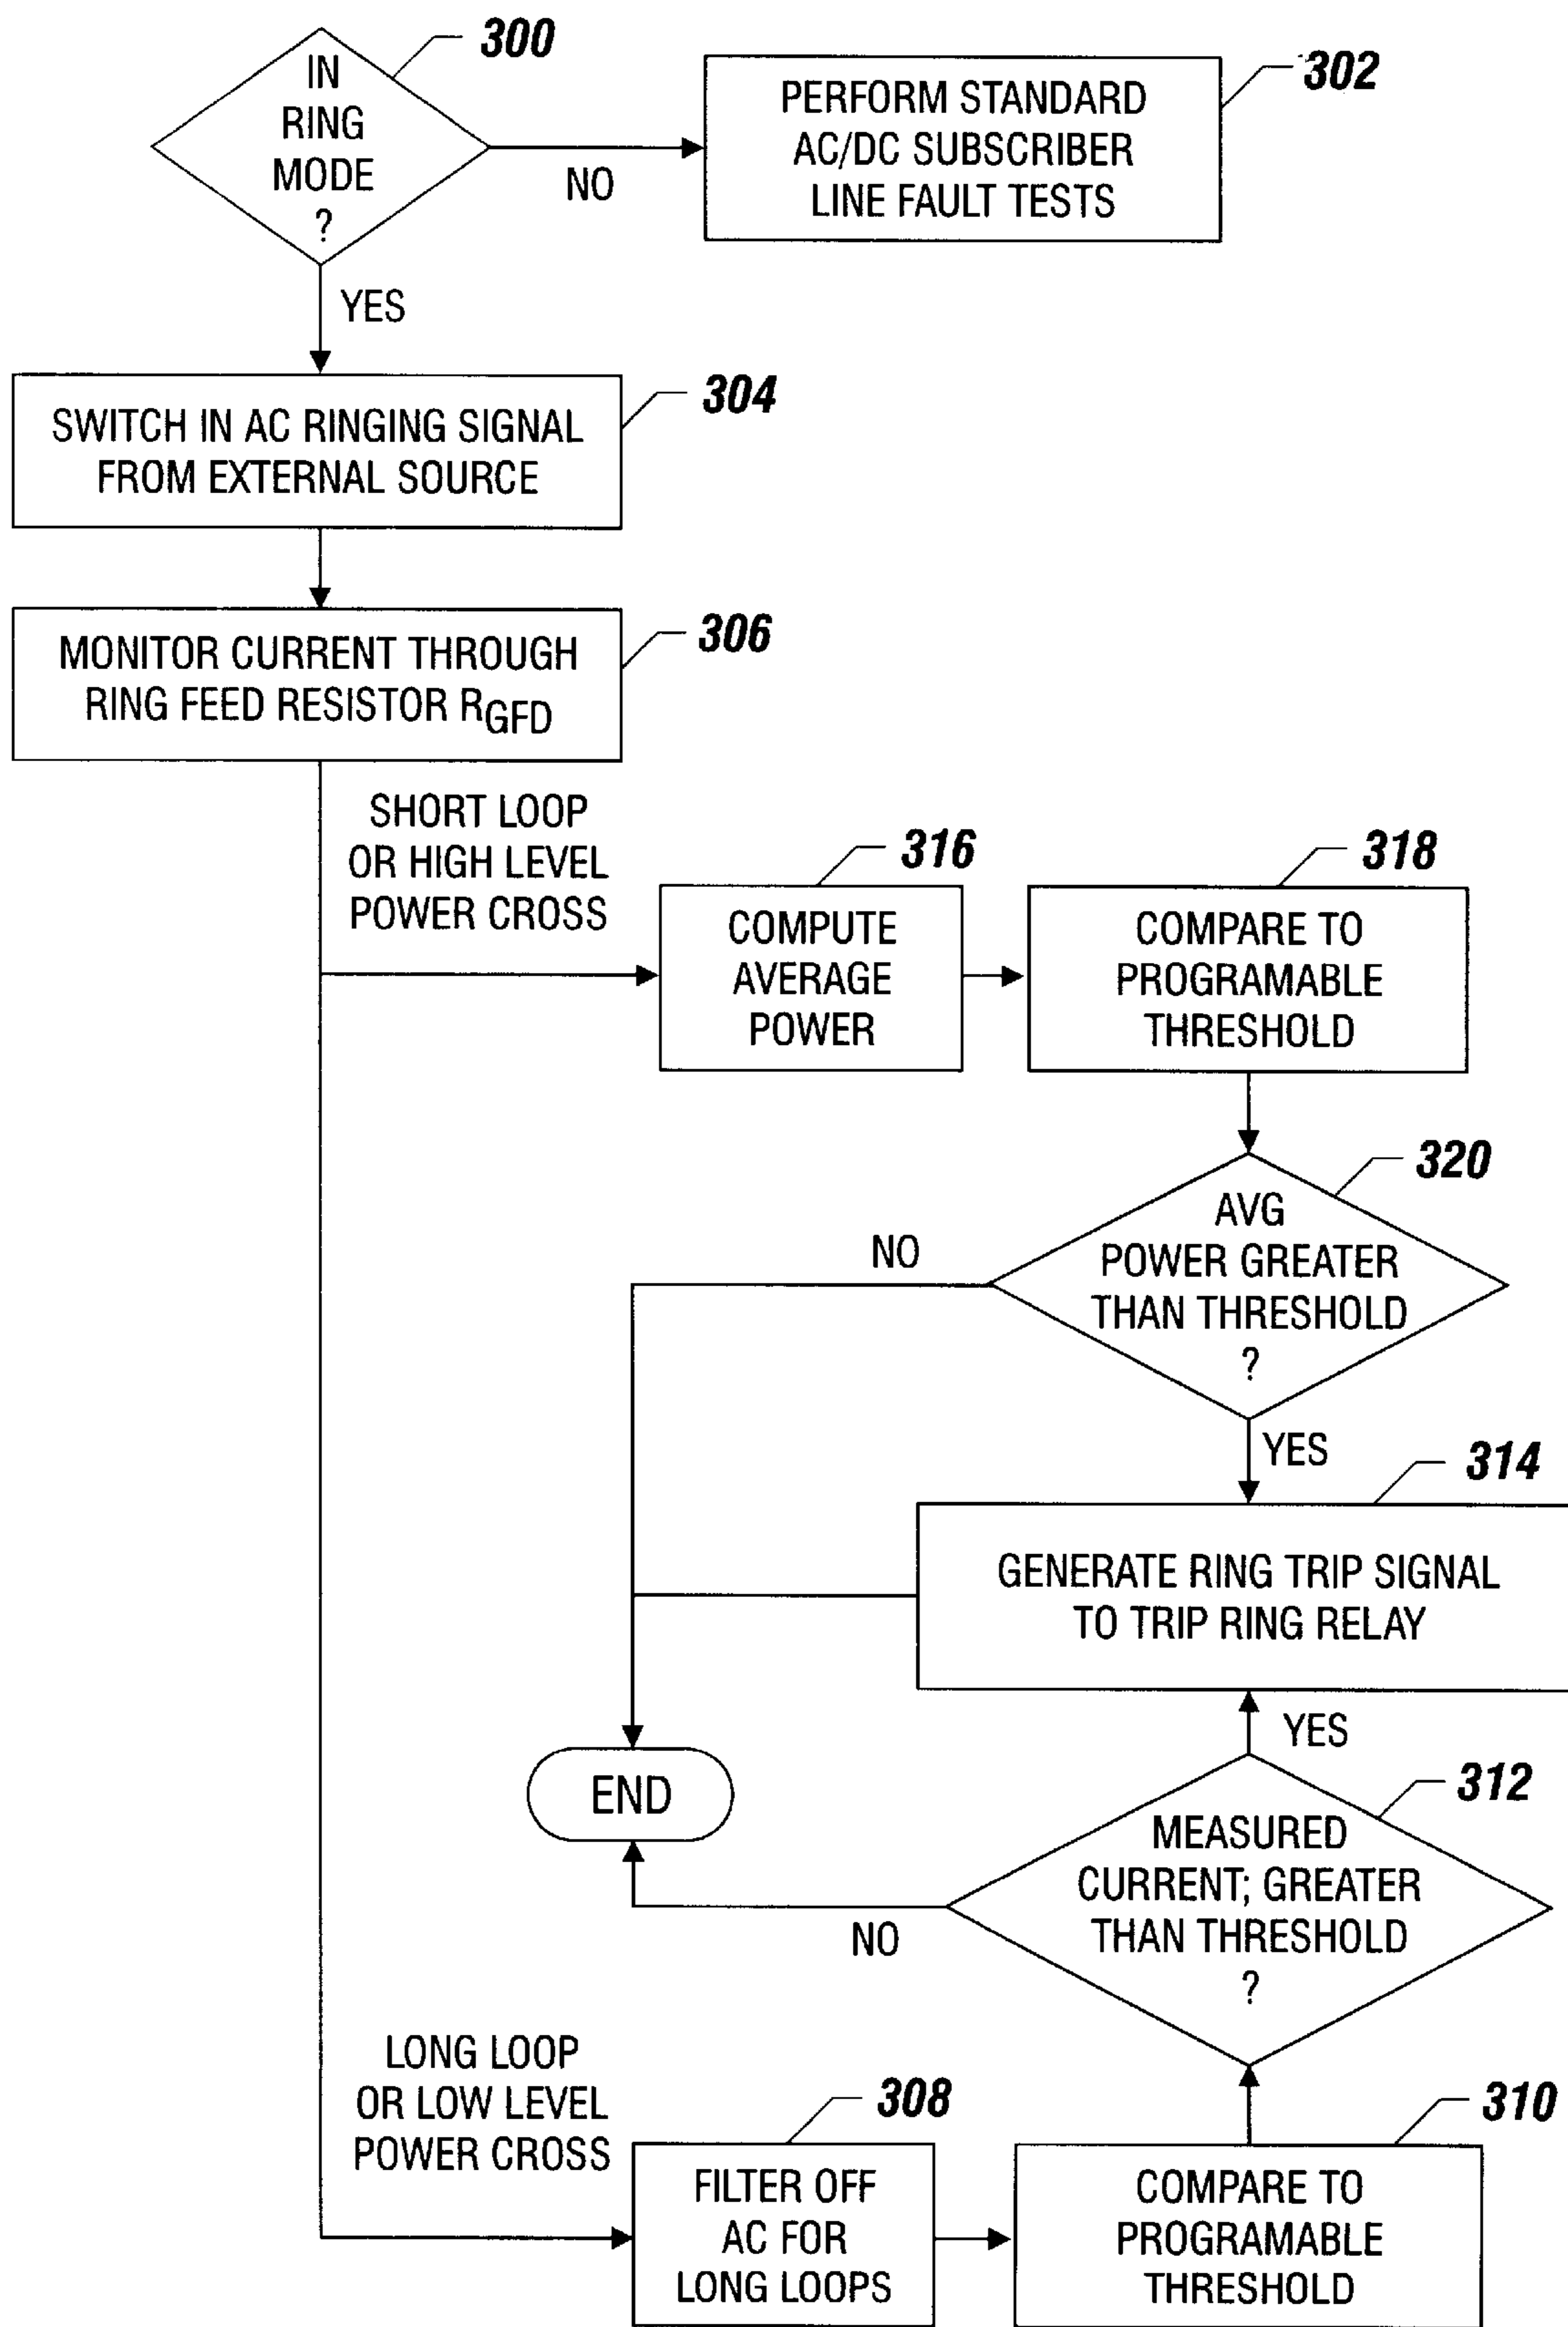 300
IN
RING
MODE
?
NO
302
PERFORM STANDARD
AC/DC SUBSCRIBER
LINE FAULT TESTS
YES
304
SWITCH IN AC RINGING SIGNAL
FROM EXTERNAL SOURCE
306
MONITOR CURRENT THROUGH
RING FEED RESISTOR RGFD
SHORT LOOP
OR HIGH LEVEL
POWER CROSS
316
COMPUTE
AVERAGE
POWER
318
COMPARE TO
PROGRAMABLE
THRESHOLD
320
AVG
POWER GREATER
THAN THRESHOLD
?
NO
YES
314
GENERATE RING TRIP SIGNAL
TO TRIP RING RELAY
YES
END
312
MEASURED
CURRENT; GREATER
THAN THRESHOLD
?
NO
LONG LOOP
OR LOW LEVEL
POWER CROSS
308
FILTER OFF
AC FOR
LONG LOOPS
310
COMPARE TO
PROGRAMABLE
THRESHOLD